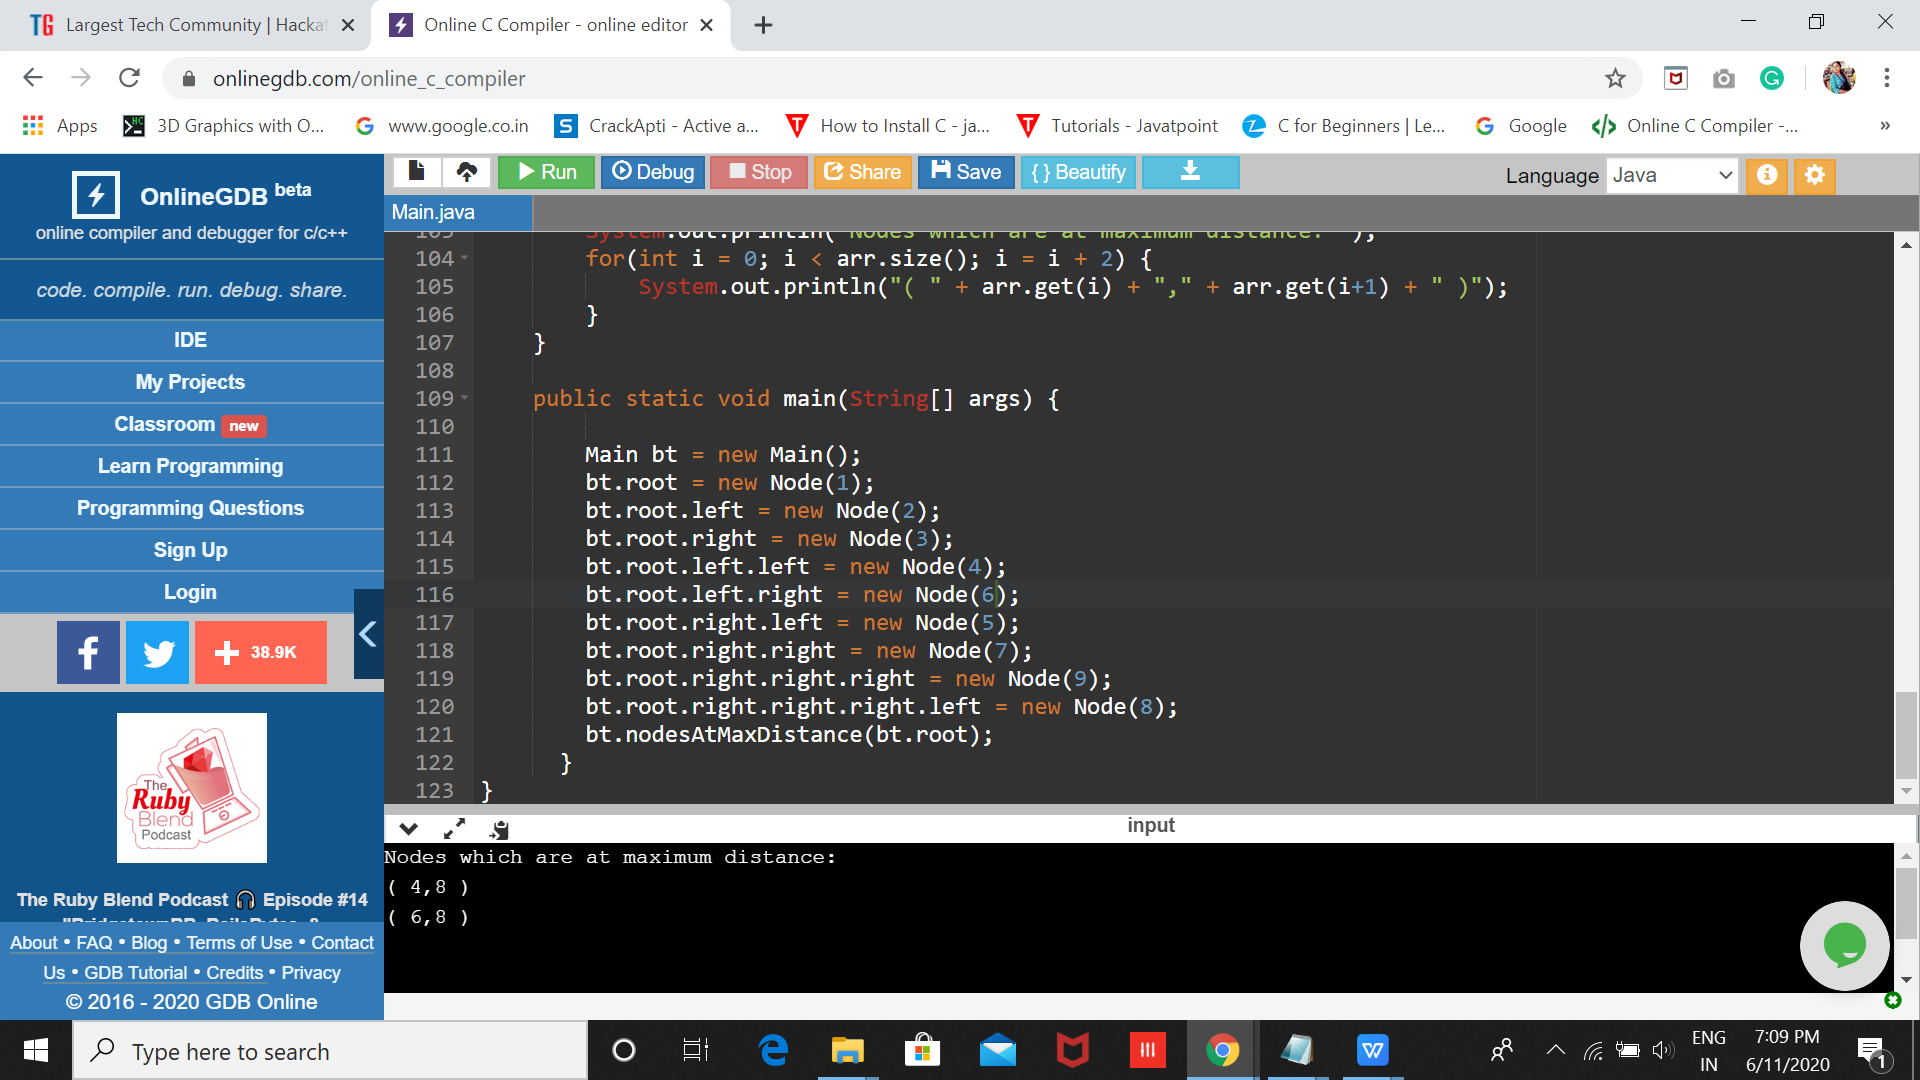 Largest Tech Community | Hacka
Online C Compiler - online editor
onlinegdb.com/online_c_compiler
Apps
3D Graphics with O...
www.google.co.in
CrackApti - Active a...
How to Install C - ja...
Tutorials - Javatpoint
C for Beginners | Le...
Google
Online C Compiler -...
»
OnlineGDB beta
online compiler and debugger for c/c++
code. compile. run. debug. share.
IDE
My Projects
Classroom new
Learn Programming
Programming Questions
Sign Up
Login
38.9K
The
Ruby
Blend
Podcast
The Ruby Blend Podcast 🎧 Episode #14
About • FAQ • Blog • Terms of Use • Contact
Us • GDB Tutorial • Credits • Privacy
© 2016 - 2020 GDB Online
Run
Debug
Stop
Share
Save
{ } Beautify
Language Java
Main.java
103 System.out.println("Nodes which are at maximum distance: " );
104 for(int i = 0; i < arr.size(); i = i + 2) {
105 System.out.println("( " + arr.get(i) + "," + arr.get(i+1) + " )");
106 }
107 }
108
109 public static void main(String[] args) {
110
111 Main bt = new Main();
112 bt.root = new Node(1);
113 bt.root.left = new Node(2);
114 bt.root.right = new Node(3);
115 bt.root.left.left = new Node(4);
116 bt.root.left.right = new Node(6);
117 bt.root.right.left = new Node(5);
118 bt.root.right.right = new Node(7);
119 bt.root.right.right.right = new Node(9);
120 bt.root.right.right.right.left = new Node(8);
121 bt.nodesAtMaxDistance(bt.root);
122 }
123 }
input
Nodes which are at maximum distance:
( 4,8 )
( 6,8 )
Type here to search
ENG
IN
7:09 PM
6/11/2020
1